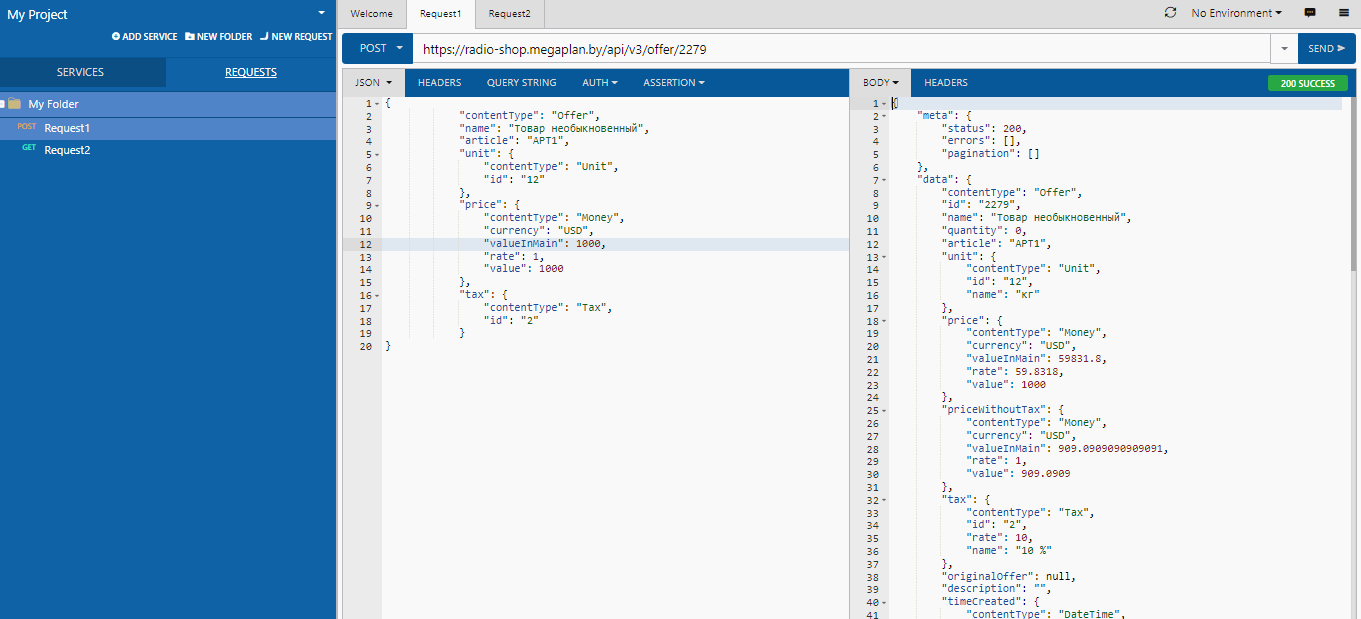 My Project
ADD SERVICE NEW FOLDER NEW REQUEST
SERVICES REQUESTS
My Folder
POST Request1
GET Request2
Welcome Request1 Request2
No Environment
POST https://radio-shop.megaplan.by/api/v3/offer/2279 SEND
JSON HEADERS QUERY STRING AUTH ASSERTION
1 {
2 "contentType": "Offer",
3 "name": "Товар необыкновенный",
4 "article": "АРТ1",
5 "unit": {
6 "contentType": "Unit",
7 "id": "12"
8 },
9 "price": {
10 "contentType": "Money",
11 "currency": "USD",
12 "valueInMain": 1000,
13 "rate": 1,
14 "value": 1000
15 },
16 "tax": {
17 "contentType": "Tax",
18 "id": "2"
19 }
20 }
BODY HEADERS 200 SUCCESS
1 {
2 "meta": {
3 "status": 200,
4 "errors": [],
5 "pagination": []
6 },
7 "data": {
8 "contentType": "Offer",
9 "id": "2279",
10 "name": "Товар необыкновенный",
11 "quantity": 0,
12 "article": "АРТ1",
13 "unit": {
14 "contentType": "Unit",
15 "id": "12",
16 "name": "кг"
17 },
18 "price": {
19 "contentType": "Money",
20 "currency": "USD",
21 "valueInMain": 59831.8,
22 "rate": 59.8318,
23 "value": 1000
24 },
25 "priceWithoutTax": {
26 "contentType": "Money",
27 "currency": "USD",
28 "valueInMain": 909.0909090909091,
29 "rate": 1,
30 "value": 909.0909
31 },
32 "tax": {
33 "contentType": "Tax",
34 "id": "2",
35 "rate": 10,
36 "name": "10 %"
37 },
38 "originalOffer": null,
39 "description": "",
40 "timeCreated": {
41 "contentType": "DateTime",